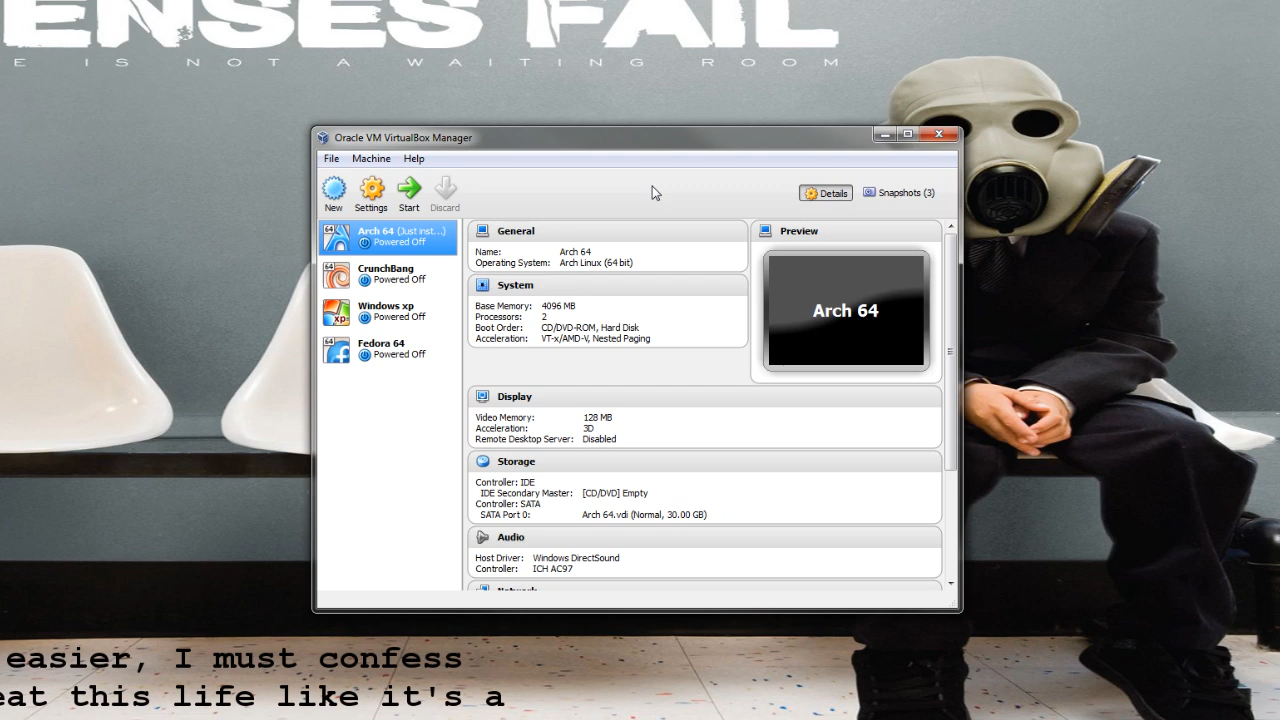 ENSES FAIL
E IS NOT A WAITING ROOM
Oracle VM VirtualBox Manager
File Machine Help
New Settings Start Discard
Details Snapshots (3)
64 Arch 64 (Just inst...)
Powered Off
64 CrunchBang
Powered Off
Windows xp
xp Powered Off
64 Fedora 64
Powered Off
General
Name: Arch 64
Operating System: Arch Linux (64 bit)
System
Base Memory: 4096 MB
Processors: 2
Boot Order: CD/DVD-ROM, Hard Disk
Acceleration: VT-x/AMD-V, Nested Paging
Preview
Arch 64
Display
Video Memory: 128 MB
Acceleration: 3D
Remote Desktop Server: Disabled
Storage
Controller: IDE
IDE Secondary Master: [CD/DVD] Empty
Controller: SATA
SATA Port 0: Arch 64.vdi (Normal, 30.00 GB)
Audio
Host Driver: Windows DirectSound
Controller: ICH AC97
Network
easier, I must confess
eat this life like it's a